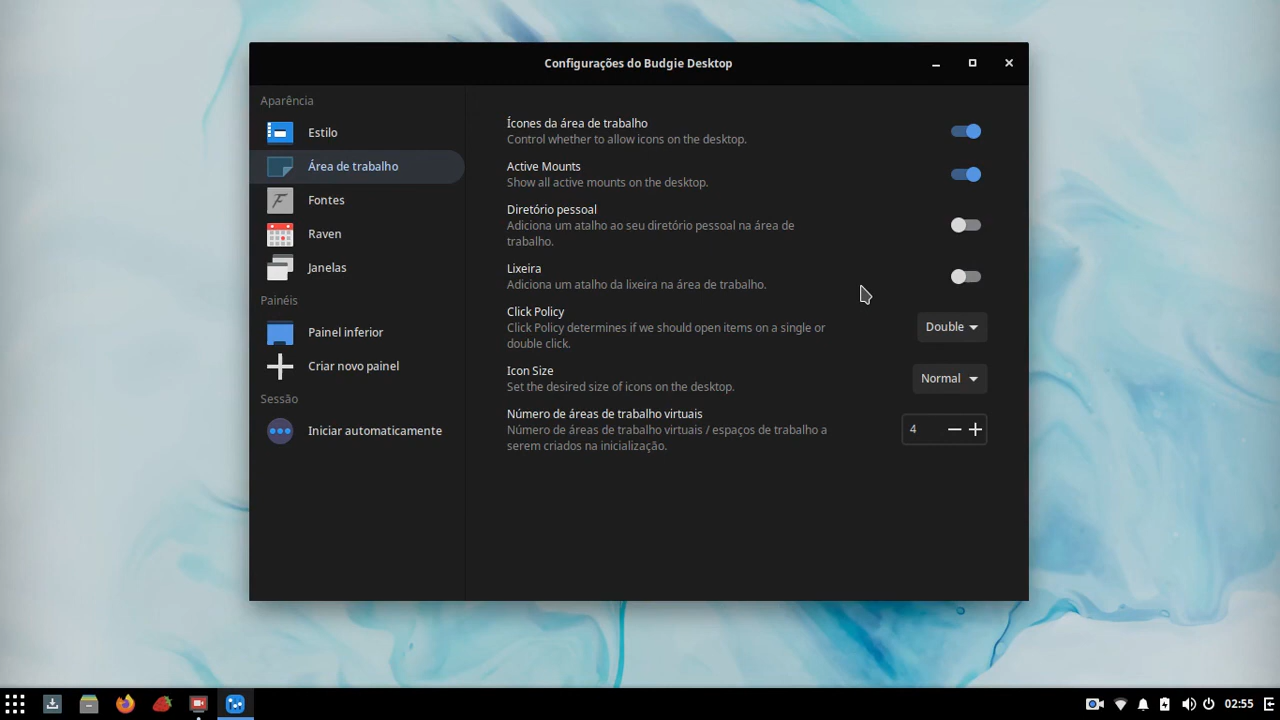 Configurações do Budgie Desktop
Aparência
Estilo
Área de trabalho
Fontes
Raven
Janelas
Painéis
Painel inferior
Criar novo painel
Sessão
Iniciar automaticamente
Ícones da área de trabalho
Control whether to allow icons on the desktop.
Active Mounts
Show all active mounts on the desktop.
Diretório pessoal
Adiciona um atalho ao seu diretório pessoal na área de
trabalho.
Lixeira
Adiciona um atalho da lixeira na área de trabalho.
Click Policy
Click Policy determines if we should open items on a single or
double click.
Double
Icon Size
Set the desired size of icons on the desktop.
Normal
Número de áreas de trabalho virtuais
Número de áreas de trabalho virtuais / espaços de trabalho a
serem criados na inicialização.
4
02:55